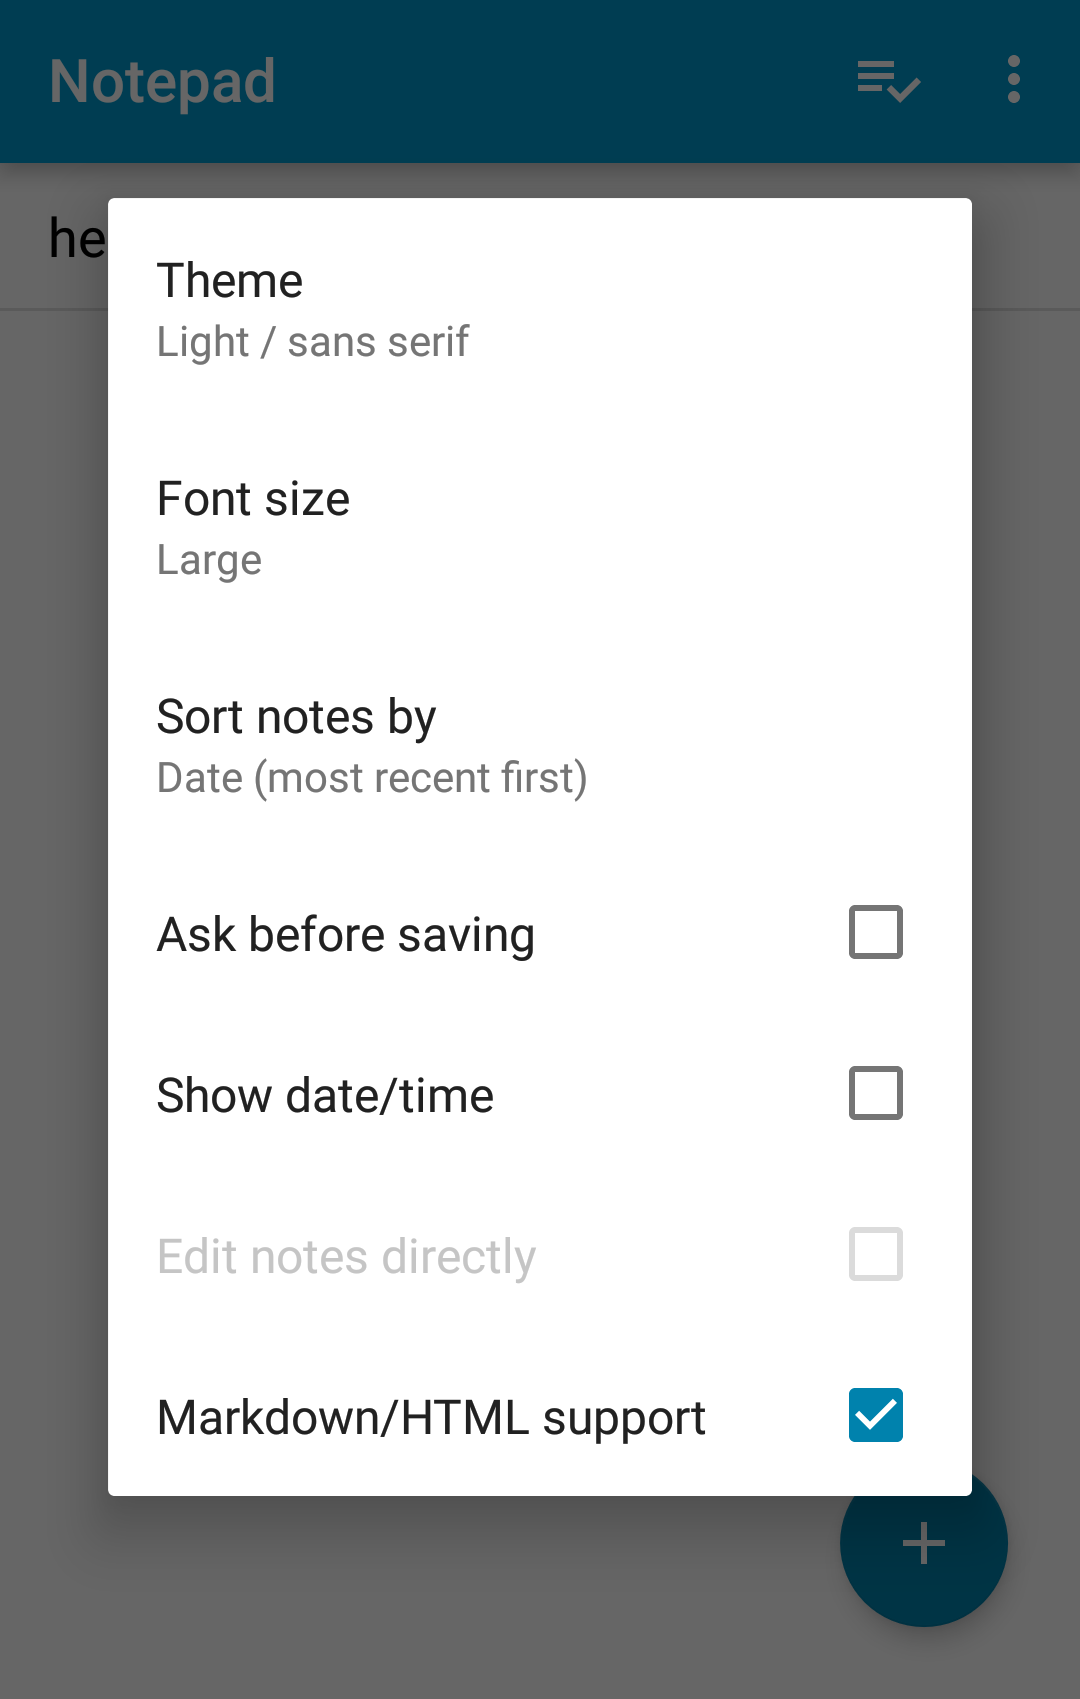 Notepad
he
Theme
Light / sans serif
Font size
Large
Sort notes by
Date (most recent first)
Ask before saving
Show date/time
Edit notes directly
Markdown/HTML support